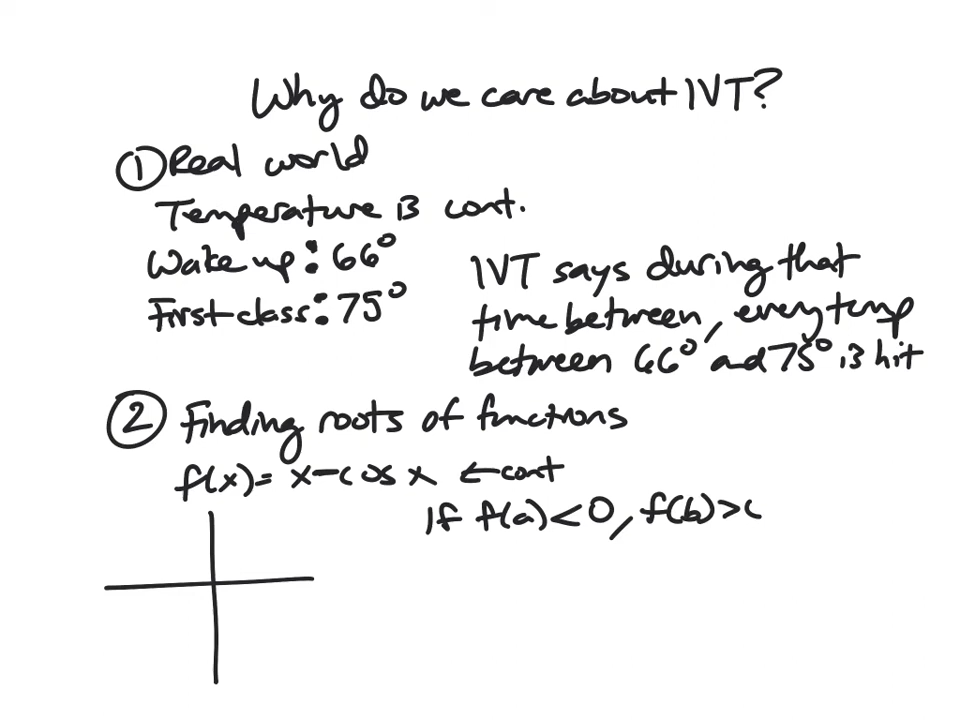 Why do we care about IVT?
① Real world
Temperature is cont.
Wake up: 66°
First class: 75°
IVT says during that
time between, every temp
between 66° and 75° is hit
② Finding roots of functions
f(x)= x-cos x ← cont
If f(a)<0, f(b)>